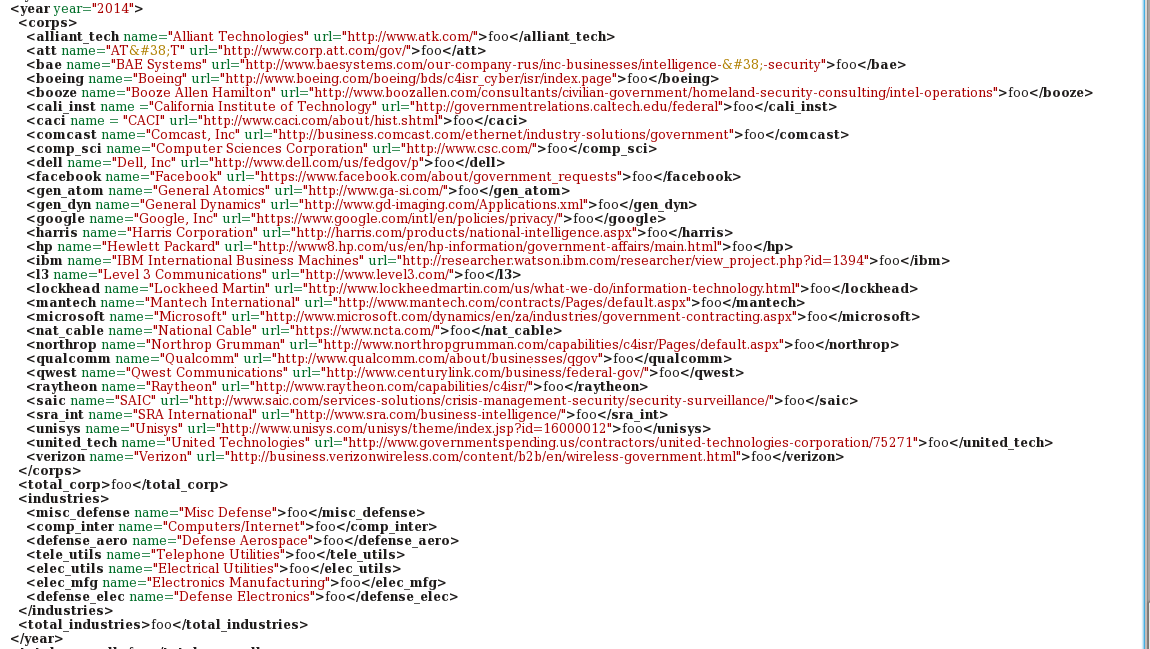 <year year="2014">
<corps>
<alliant_tech name="Alliant Technologies" url="http://www.atk.com/">foo</alliant_tech>
<att name="AT&#38;T" url="http://www.corp.att.com/gov/">foo</att>
<bae name="BAE Systems" url="http://www.baesystems.com/our-company-rus/inc-businesses/intelligence-&#38;-security">foo</bae>
<boeing name="Boeing" url="http://www.boeing.com/boeing/bds/c4isr_cyber/isr/index.page">foo</boeing>
<booze name="Booze Allen Hamilton" url="http://www.boozallen.com/consultants/civilian-government/homeland-security-consulting/intel-operations">foo</booze>
<cali_inst name ="California Institute of Technology" url="http://governmentrelations.caltech.edu/federal">foo</cali_inst>
<caci name = "CACI" url="http://www.caci.com/about/hist.shtml">foo</caci>
<comcast name="Comcast, Inc" url="http://business.comcast.com/ethernet/industry-solutions/government">foo</comcast>
<comp_sci name="Computer Sciences Corporation" url="http://www.csc.com/">foo</comp_sci>
<dell name="Dell, Inc" url="http://www.dell.com/us/fedgov/p">foo</dell>
<facebook name="Facebook" url="https://www.facebook.com/about/government_requests">foo</facebook>
<gen_atom name="General Atomics" url="http://www.ga-si.com/">foo</gen_atom>
<gen_dyn name="General Dynamics" url="http://www.gd-imaging.com/Applications.xml">foo</gen_dyn>
<google name="Google, Inc" url="https://www.google.com/intl/en/policies/privacy/">foo</google>
<harris name="Harris Corporation" url="http://harris.com/products/national-intelligence.aspx">foo</harris>
<hp name="Hewlett Packard" url="http://www8.hp.com/us/en/hp-information/government-affairs/main.html">foo</hp>
<ibm name="IBM International Business Machines" url="http://researcher.watson.ibm.com/researcher/view_project.php?id=1394">foo</ibm>
<l3 name="Level 3 Communications" url="http://www.level3.com/">foo</l3>
<lockhead name="Lockheed Martin" url="http://www.lockheedmartin.com/us/what-we-do/information-technology.html">foo</lockhead>
<mantech name="Mantech International" url="http://www.mantech.com/contracts/Pages/default.aspx">foo</mantech>
<microsoft name="Microsoft" url="http://www.microsoft.com/dynamics/en/za/industries/government-contracting.aspx">foo</microsoft>
<nat_cable name="National Cable" url="https://www.ncta.com/">foo</nat_cable>
<northrop name="Northrop Grumman" url="http://www.northropgrumman.com/capabilities/c4isr/Pages/default.aspx">foo</northrop>
<qualcomm name="Qualcomm" url="http://www.qualcomm.com/about/businesses/qgov">foo</qualcomm>
<qwest name="Qwest Communications" url="http://www.centurylink.com/business/federal-gov/">foo</qwest>
<raytheon name="Raytheon" url="http://www.raytheon.com/capabilities/c4isr/">foo</raytheon>
<saic name="SAIC" url="http://www.saic.com/services-solutions/crisis-management-security/security-surveillance/">foo</saic>
<sra_int name="SRA International" url="http://www.sra.com/business-intelligence/">foo</sra_int>
<unisys name="Unisys" url="http://www.unisys.com/unisys/theme/index.jsp?id=16000012">foo</unisys>
<united_tech name="United Technologies" url="http://www.governmentspending.us/contractors/united-technologies-corporation/75271">foo</united_tech>
<verizon name="Verizon" url="http://business.verizonwireless.com/content/b2b/en/wireless-government.html">foo</verizon>
</corps>
<total_corp>foo</total_corp>
<industries>
<misc_defense name="Misc Defense">foo</misc_defense>
<comp_inter name="Computers/Internet">foo</comp_inter>
<defense_aero name="Defense Aerospace">foo</defense_aero>
<tele_utils name="Telephone Utilities">foo</tele_utils>
<elec_utils name="Electrical Utilities">foo</elec_utils>
<elec_mfg name="Electronics Manufacturing">foo</elec_mfg>
<defense_elec name="Defense Electronics">foo</defense_elec>
</industries>
<total_industries>foo</total_industries>
</year>